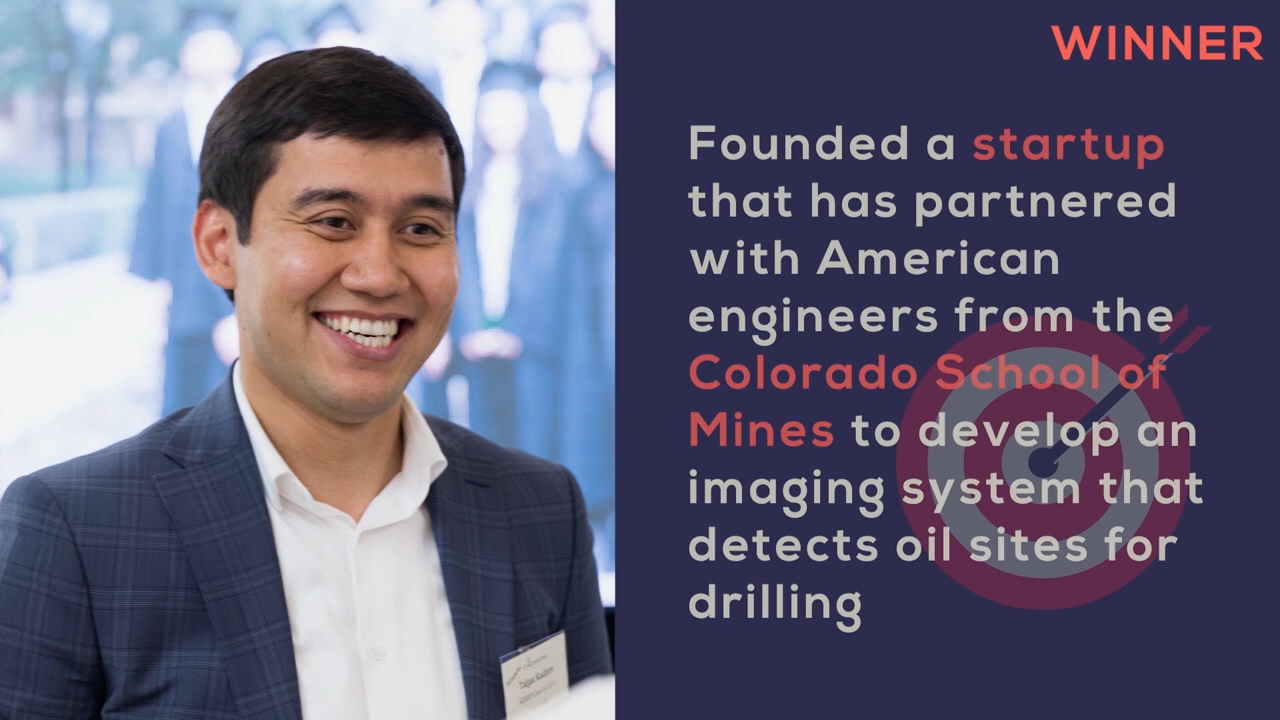 WINNER
Founded a startup
that has partnered
with American
engineers from the
Colorado School of
Mines to develop an
imaging system that
detects oil sites for
drilling